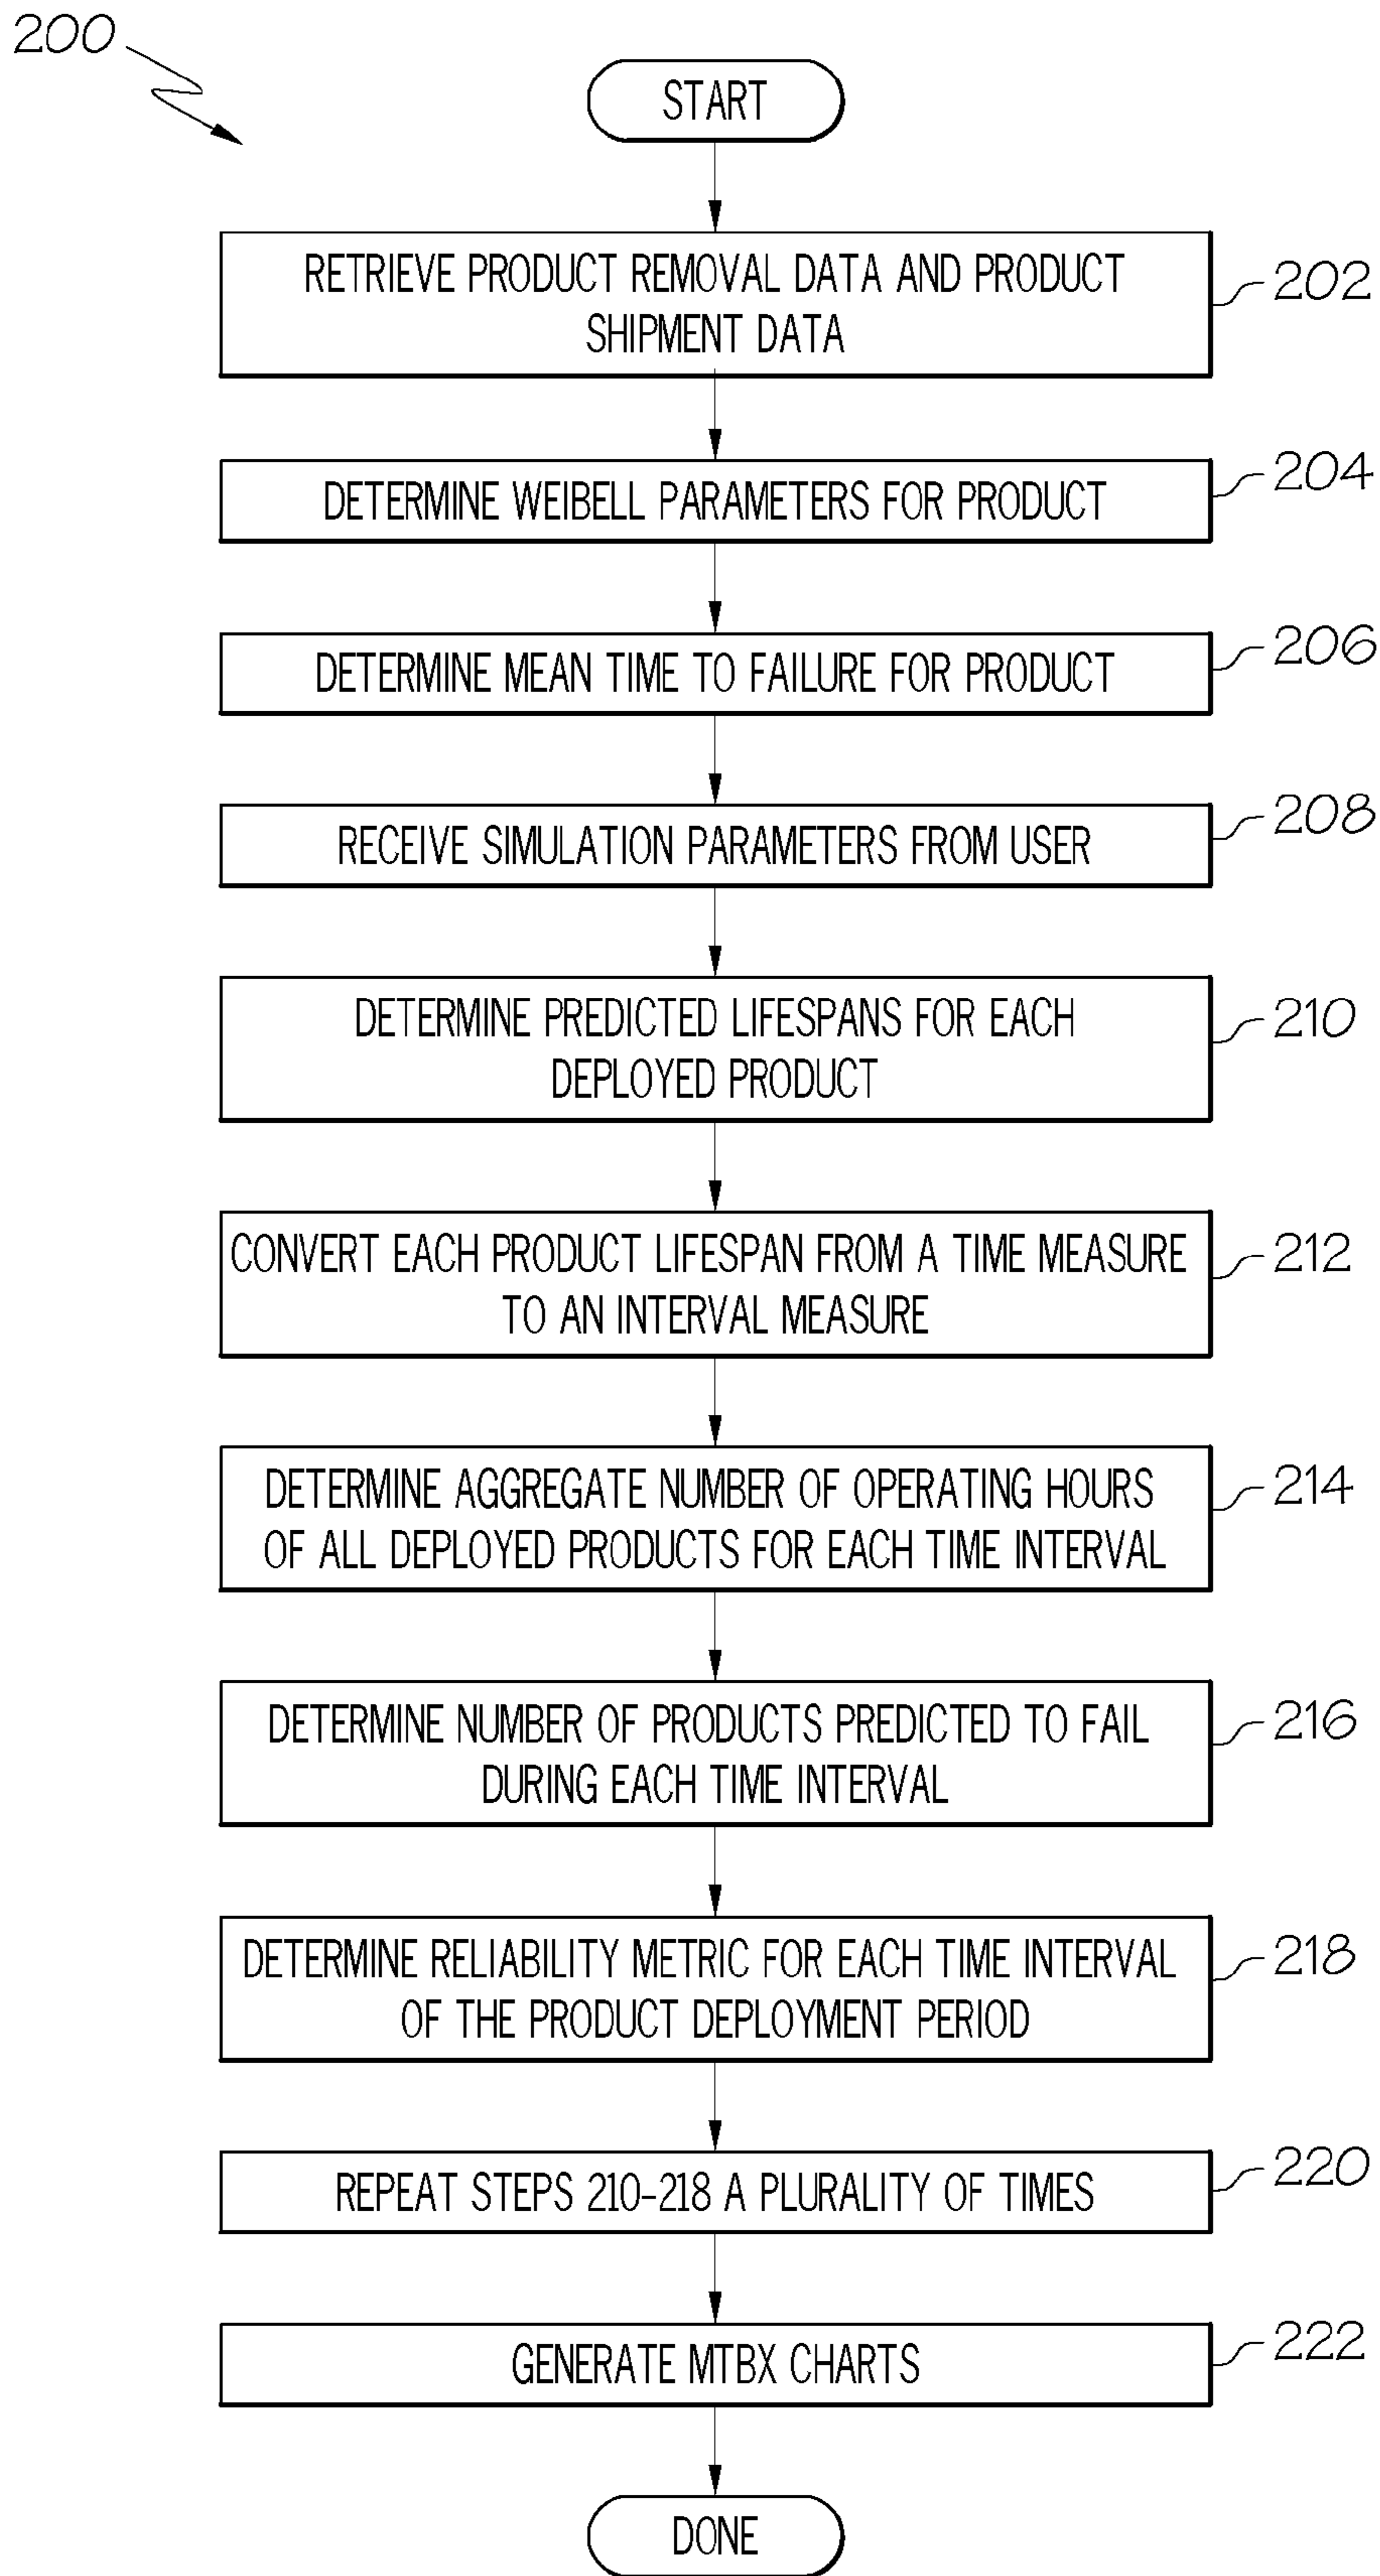 200
START
RETRIEVE PRODUCT REMOVAL DATA AND PRODUCT
SHIPMENT DATA
202
DETERMINE WEIBELL PARAMETERS FOR PRODUCT
204
DETERMINE MEAN TIME TO FAILURE FOR PRODUCT
206
RECEIVE SIMULATION PARAMETERS FROM USER
208
DETERMINE PREDICTED LIFESPANS FOR EACH
DEPLOYED PRODUCT
210
CONVERT EACH PRODUCT LIFESPAN FROM A TIME MEASURE
TO AN INTERVAL MEASURE
212
DETERMINE AGGREGATE NUMBER OF OPERATING HOURS
OF ALL DEPLOYED PRODUCTS FOR EACH TIME INTERVAL
214
DETERMINE NUMBER OF PRODUCTS PREDICTED TO FAIL
DURING EACH TIME INTERVAL
216
DETERMINE RELIABILITY METRIC FOR EACH TIME INTERVAL
OF THE PRODUCT DEPLOYMENT PERIOD
218
REPEAT STEPS 210-218 A PLURALITY OF TIMES
220
GENERATE MTBX CHARTS
222
DONE